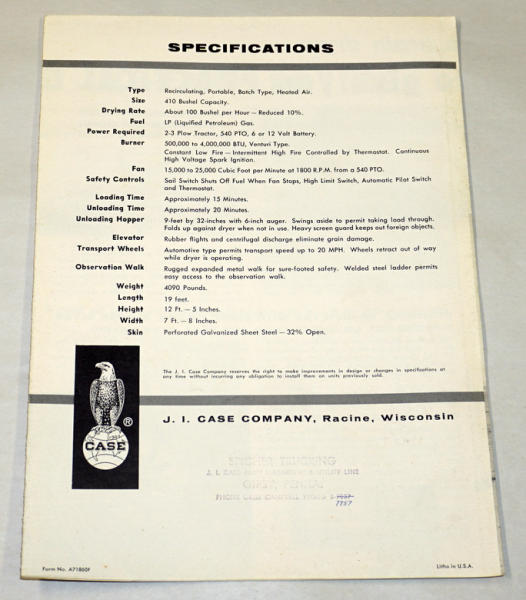 SPECIFICATIONS
Type Recirculating, Portable, Batch Type, Heated Air.
Size 410 Bushel Capacity.
Drying Rate About 100 Bushel per Hour — Reduced 10%.
Fuel LP (Liquified Petroleum) Gas.
Power Required 2-3 Plow Tractor, 540 PTO, 6 or 12 Volt Battery.
Burner 500,000 to 4,000,000 BTU, Venturi Type.
Constant Low Fire — Intermittent High Fire Controlled by Thermostat. Continuous
High Voltage Spark Ignition.
Fan 15,000 to 25,000 Cubic Foot per Minute at 1800 R.P.M. from a 540 PTO.
Safety Controls Sail Switch Shuts Off Fuel When Fan Stops, High Limit Switch, Automatic Pilot Switch
and Thermostat.
Loading Time Approximately 15 Minutes.
Unloading Time Approximately 20 Minutes.
Unloading Hopper 9-feet by 32-inches with 6-inch auger. Swings aside to permit taking load through.
Folds up against dryer when not in use. Heavy screen guard keeps out foreign objects.
Elevator Rubber flights and centrifugal discharge eliminate grain damage.
Transport Wheels Automotive type permits transport speed up to 20 MPH. Wheels retract out of way
while dryer is operating.
Observation Walk Rugged expanded metal walk for sure-footed safety. Welded steel ladder permits
easy access to the observation walk.
Weight 4090 Pounds.
Length 19 feet.
Height 12 Ft. — 5 Inches.
Width 7 Ft. — 8 Inches.
Skin Perforated Galvanized Sheet Steel — 32% Open.
The J. I. Case Company reserves the right to make improvements in design or changes in specifications at
any time without incurring any obligation to install them on units previously sold.
CASE
®
J. I. CASE COMPANY, Racine, Wisconsin
TRUCKING
J. I. CASE LINE
PENNA.
PHONE
7757
Form No. A71860F
Litho in U.S.A.